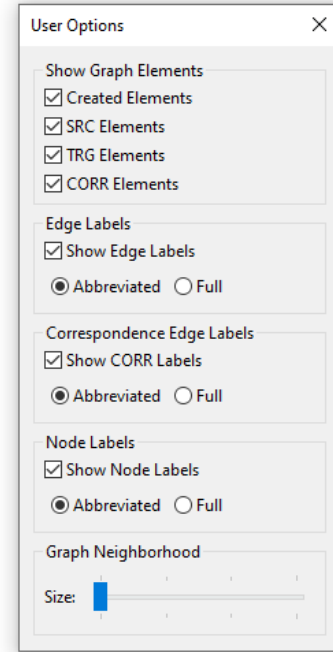 User Options
Show Graph Elements
Created Elements
SRC Elements
TRG Elements
CORR Elements
Edge Labels
Show Edge Labels
Abbreviated Full
Correspondence Edge Labels
Show CORR Labels
Abbreviated Full
Node Labels
Show Node Labels
Abbreviated Full
Graph Neighborhood
Size: